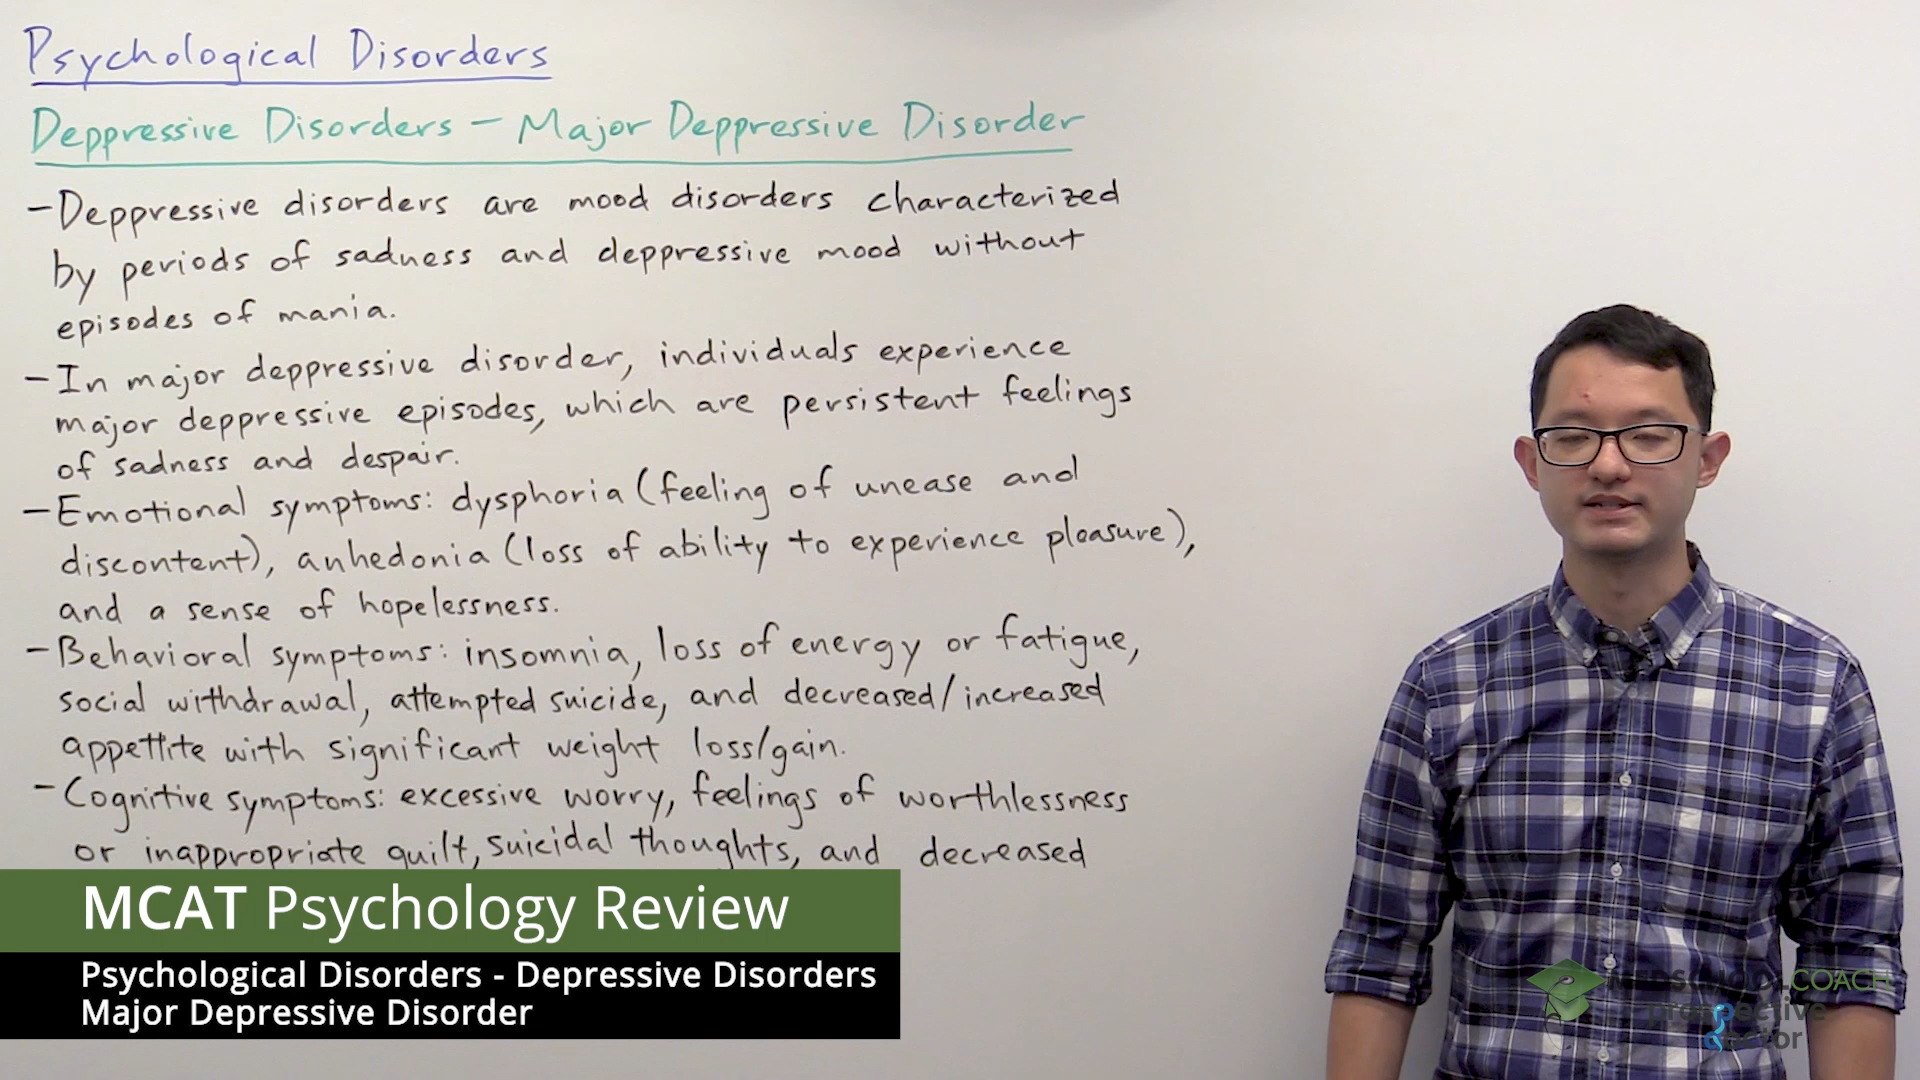 Psychological Disorders
Deppressive Disorders - Major Deppressive Disorder
- Deppressive disorders are mood disorders characterized
by periods of sadness and deppressive mood without
episodes of mania.
- In major deppressive disorder, individuals experience
major deppressive episodes, which are persistent feelings
of sadness and despair.
- Emotional symptoms: dysphoria (feeling of unease and
discontent), anhedonia (loss of ability to experience pleasure),
and a sense of hopelessness.
- Behavioral symptoms: insomnia, loss of energy or fatigue,
social withdrawal, attempted suicide, and decreased/increased
appetite with significant weight loss/gain.
- Cognitive symptoms: excessive worry, feelings of worthlessness
or inappropriate guilt, suicidal thoughts, and decreased
MCAT Psychology Review
Psychological Disorders - Depressive Disorders
Major Depressive Disorder
MEDSCHOOLCOACH
prospective
doctor